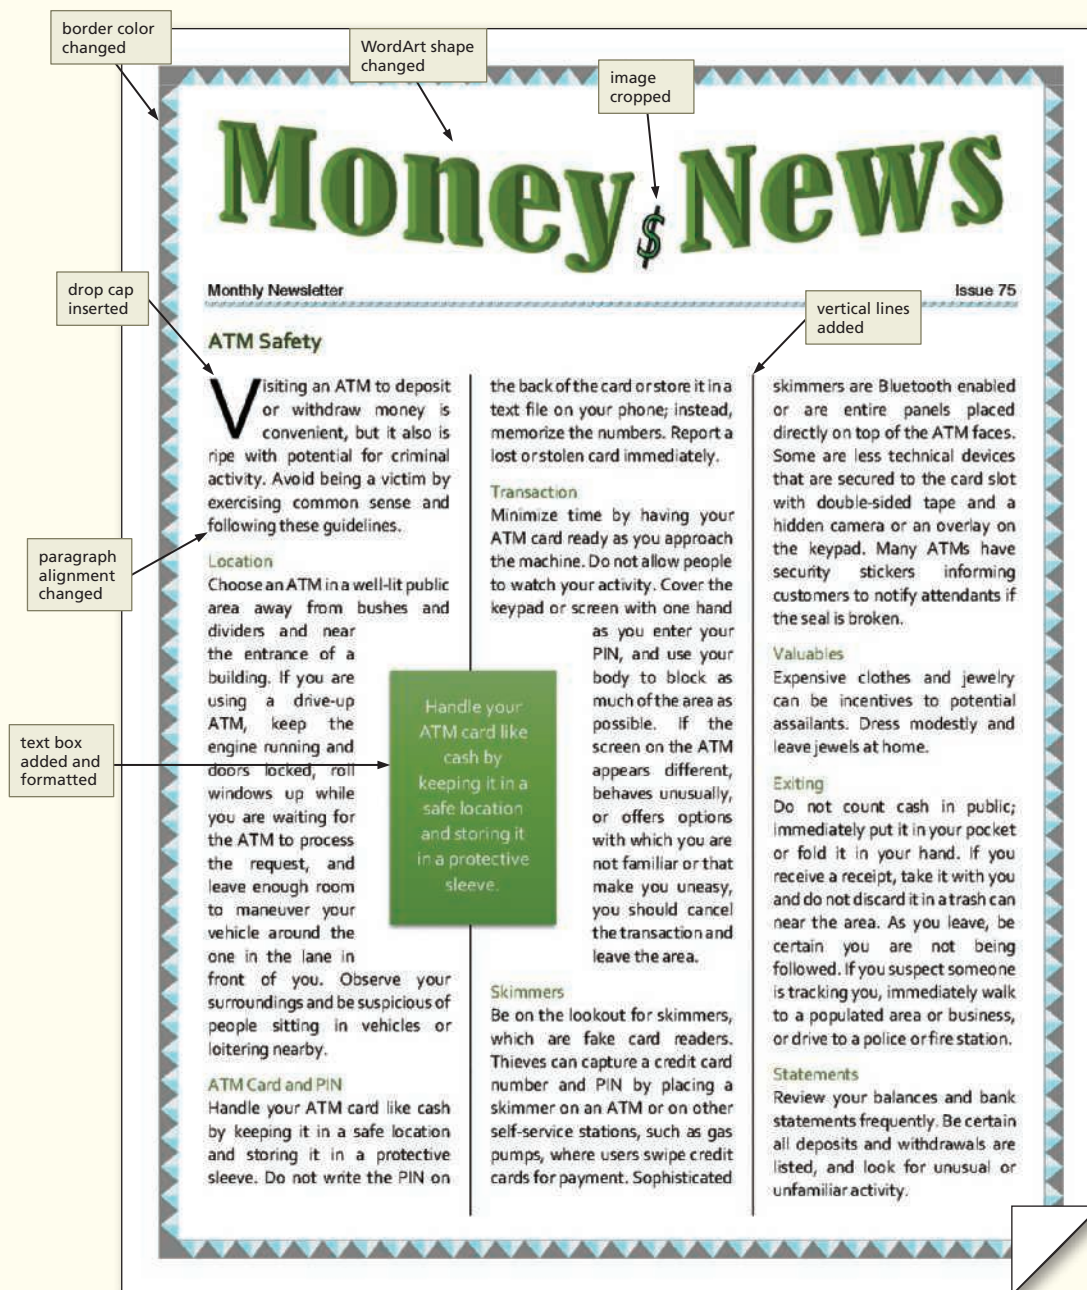 border color
changed
WordArt shape
changed
image
cropped
Money $ News
drop cap
inserted
Monthly Newsletter
Issue 75
vertical lines
added
ATM Safety
Visiting an ATM to deposit
or withdraw money is
convenient, but it also is
ripe with potential for criminal
activity. Avoid being a victim by
exercising common sense and
following these guidelines.
paragraph
alignment
changed
Location
Choose an ATM in a well-lit public
area away from bushes and
dividers and near
the entrance of a
building. If you are
using a drive-up
ATM, keep the
engine running and
doors locked, roll
windows up while
you are waiting for
the ATM to process
the request, and
leave enough room
to maneuver your
vehicle around the
one in the lane in
front of you. Observe your
surroundings and be suspicious of
people sitting in vehicles or
loitering nearby.
text box
added and
formatted
ATM Card and PIN
Handle your ATM card like cash
by keeping it in a safe location
and storing it in a protective
sleeve. Do not write the PIN on
Handle your
ATM card like
cash by
keeping it in a
safe location
and storing it
in a protective
sleeve.
the back of the card or store it in a
text file on your phone; instead,
memorize the numbers. Report a
lost or stolen card immediately.
Transaction
Minimize time by having your
ATM card ready as you approach
the machine. Do not allow people
to watch your activity. Cover the
keypad or screen with one hand
as you enter your
PIN, and use your
body to block as
much of the area as
possible. If the
screen on the ATM
appears different,
behaves unusually,
or offers options
with which you are
not familiar or that
make you uneasy,
you should cancel
the transaction and
leave the area.
Skimmers
Be on the lookout for skimmers,
which are fake card readers.
Thieves can capture a credit card
number and PIN by placing a
skimmer on an ATM or on other
self-service stations, such as gas
pumps, where users swipe credit
cards for payment. Sophisticated
skimmers are Bluetooth enabled
or are entire panels placed
directly on top of the ATM faces.
Some are less technical devices
that are secured to the card slot
with double-sided tape and a
hidden camera or an overlay on
the keypad. Many ATMs have
security stickers informing
customers to notify attendants if
the seal is broken.
Valuables
Expensive clothes and jewelry
can be incentives to potential
assailants. Dress modestly and
leave jewels at home.
Exiting
Do not count cash in public;
immediately put it in your pocket
or fold it in your hand. If you
receive a receipt, take it with you
and do not discard it in a trash can
near the area. As you leave, be
certain you are not being
followed. If you suspect someone
is tracking you, immediately walk
to a populated area or business,
or drive to a police or fire station.
Statements
Review your balances and bank
statements frequently. Be certain
all deposits and withdrawals are
listed, and look for unusual or
unfamiliar activity.